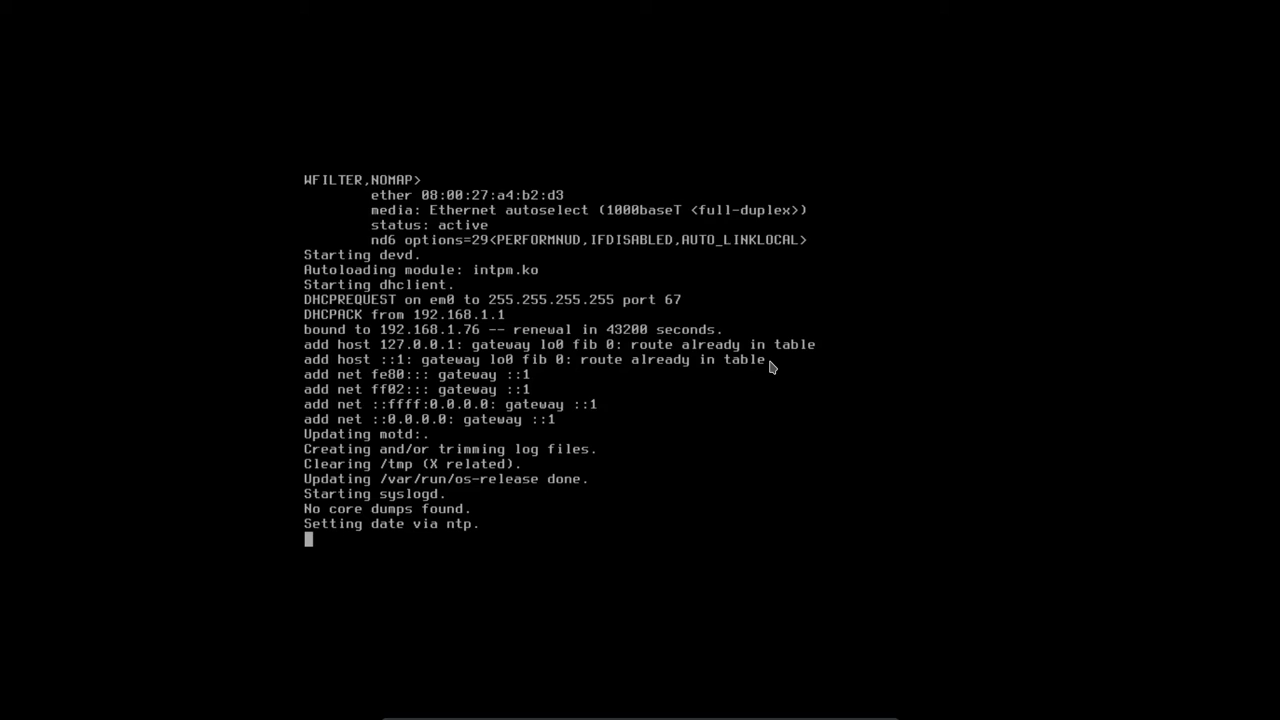 WFILTER,NOMAP>
ether 08:00:27:a4:b2:d3
media: Ethernet autoselect (1000baseT <full-duplex>)
status: active
nd6 options=29<PERFORMNUD,IFDISABLED,AUTO_LINKLOCAL>
Starting devd.
Autoloading module: intpm.ko
Starting dhclient.
DHCPREQUEST on em0 to 255.255.255.255 port 67
DHCPACK from 192.168.1.1
bound to 192.168.1.76 -- renewal in 43200 seconds.
add host 127.0.0.1: gateway lo0 fib 0: route already in table
add host ::1: gateway lo0 fib 0: route already in table
add net fe80::: gateway ::1
add net ff02::: gateway ::1
add net ::ffff:0.0.0.0: gateway ::1
add net ::0.0.0.0: gateway ::1
Updating motd:.
Creating and/or trimming log files.
Clearing /tmp (X related).
Updating /var/run/os-release done.
Starting syslogd.
No core dumps found.
Setting date via ntp.